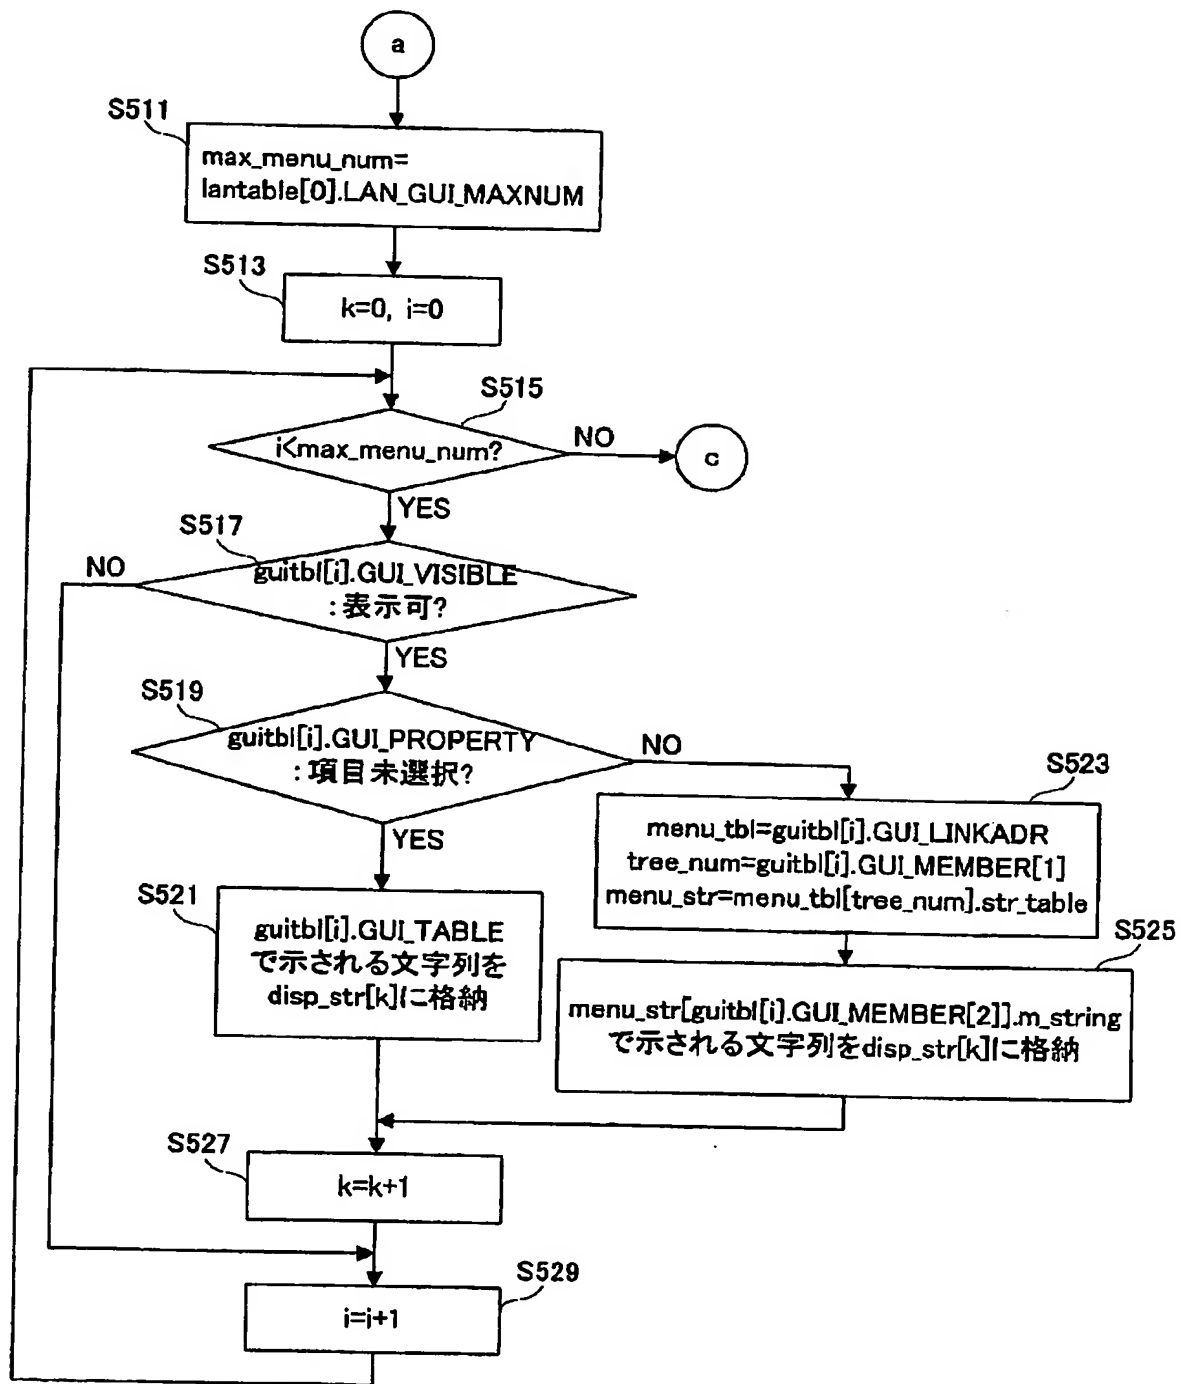 a
S511
max_menu_num=
lantable[0].LAN_GUI_MAXNUM
S513
k=0, i=0
S515
i<max_menu_num?
NO
c
YES
S517
NO
guitbl[i].GUI_VISIBLE
:表示可?
YES
S519
guitbl[i].GUI_PROPERTY
:項目未選択?
NO
YES
S523
menu_tbl=guitbl[i].GUI_LINKADR
tree_num=guitbl[i].GUI_MEMBER[1]
menu_str=menu_tbl[tree_num].str_table
S521
guitbl[i].GUI_TABLE
で示される文字列を
disp_str[k]に格納
S525
menu_str[guitbl[i].GUI_MEMBER[2]].m_string
で示される文字列をdisp_str[k]に格納
S527
k=k+1
S529
i=i+1